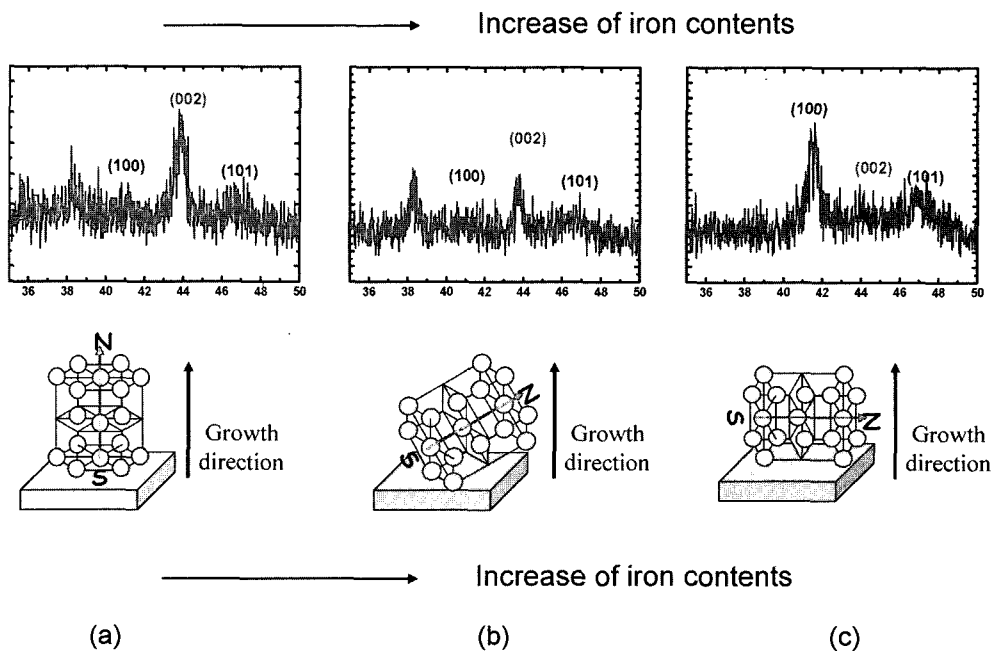 Increase of iron contents
(002)
(100)
(101)
36 38 40 42 44 46 48 50
(002)
(100)
(101)
36 38 40 42 44 46 48 50
(100)
(002)
(101)
36 38 40 42 44 46 48 50
N
S
Growth
direction
N
S
Growth
direction
S
N
Growth
direction
Increase of iron contents
(a)
(b)
(c)